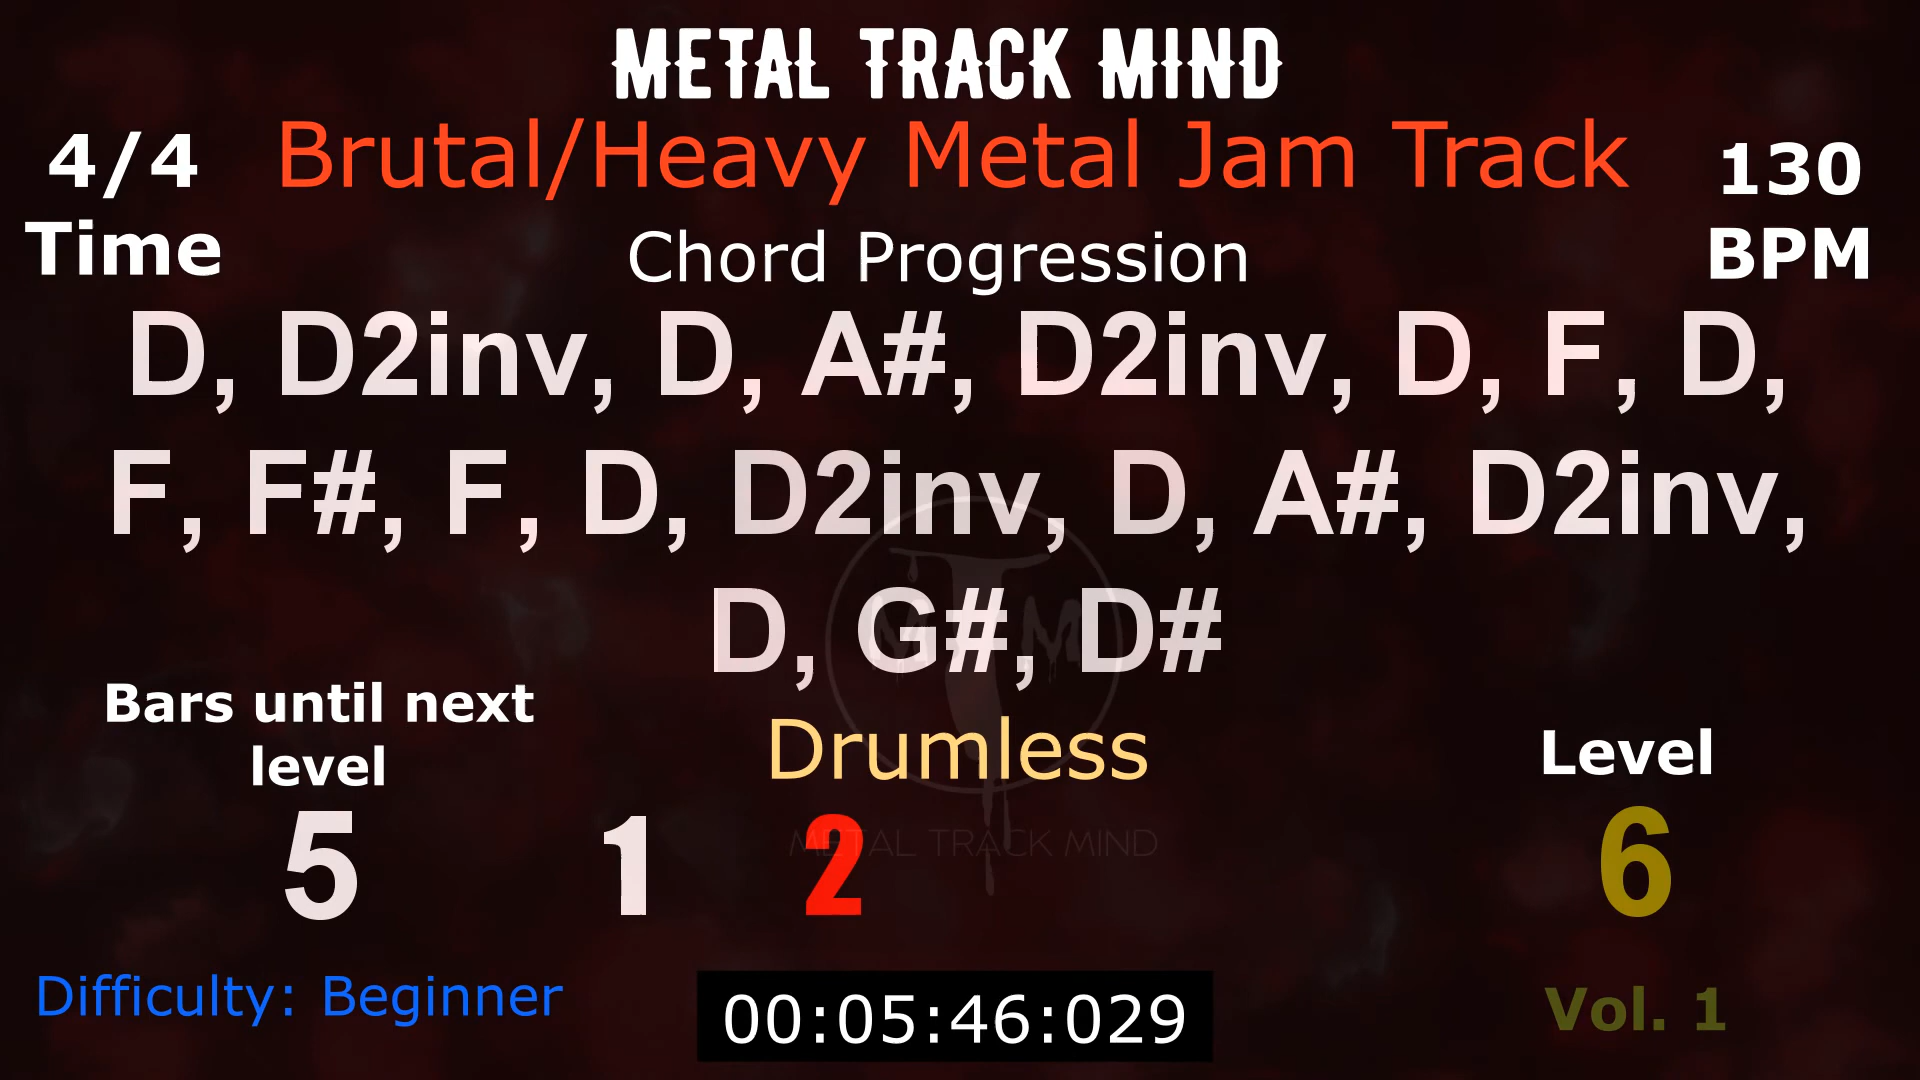 METAL TRACK MIND
Brutal/Heavy Metal Jam Track
4/4
Time
130
BPM
Chord Progression
D, D2inv, D, A#, D2inv, D, F, D,
F, F#, F, D, D2inv, D, A#, D2inv,
D, G#, D#
Bars until next
level
5
1 2
Drumless
M T M
METAL TRACK MIND
Level
6
Difficulty: Beginner
00:05:46:029
Vol. 1